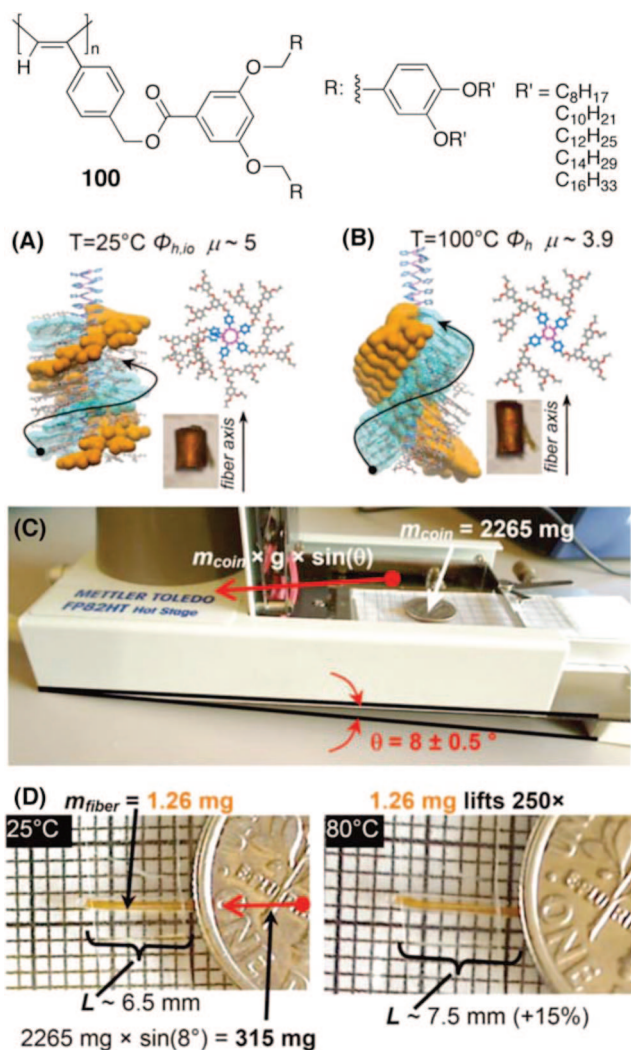 H
n
O
O
O
O
R
R
100
R:
OR'
OR'
R' = C8H17
C10H21
C12H25
C14H29
C16H33
(A) T=25°C Φh,io μ ~ 5
fiber axis
(B) T=100°C Φh μ ~ 3.9
fiber axis
(C)
mcoin = 2265 mg
mcoin × g × sin(θ)
METTLER TOLEDO
FP82HT Hot Stage
θ = 8 ± 0.5 °
(D) mfiber = 1.26 mg
25°C
L ~ 6.5 mm
2265 mg × sin(8°) = 315 mg
1.26 mg lifts 250×
80°C
ONE
L ~ 7.5 mm (+15%)